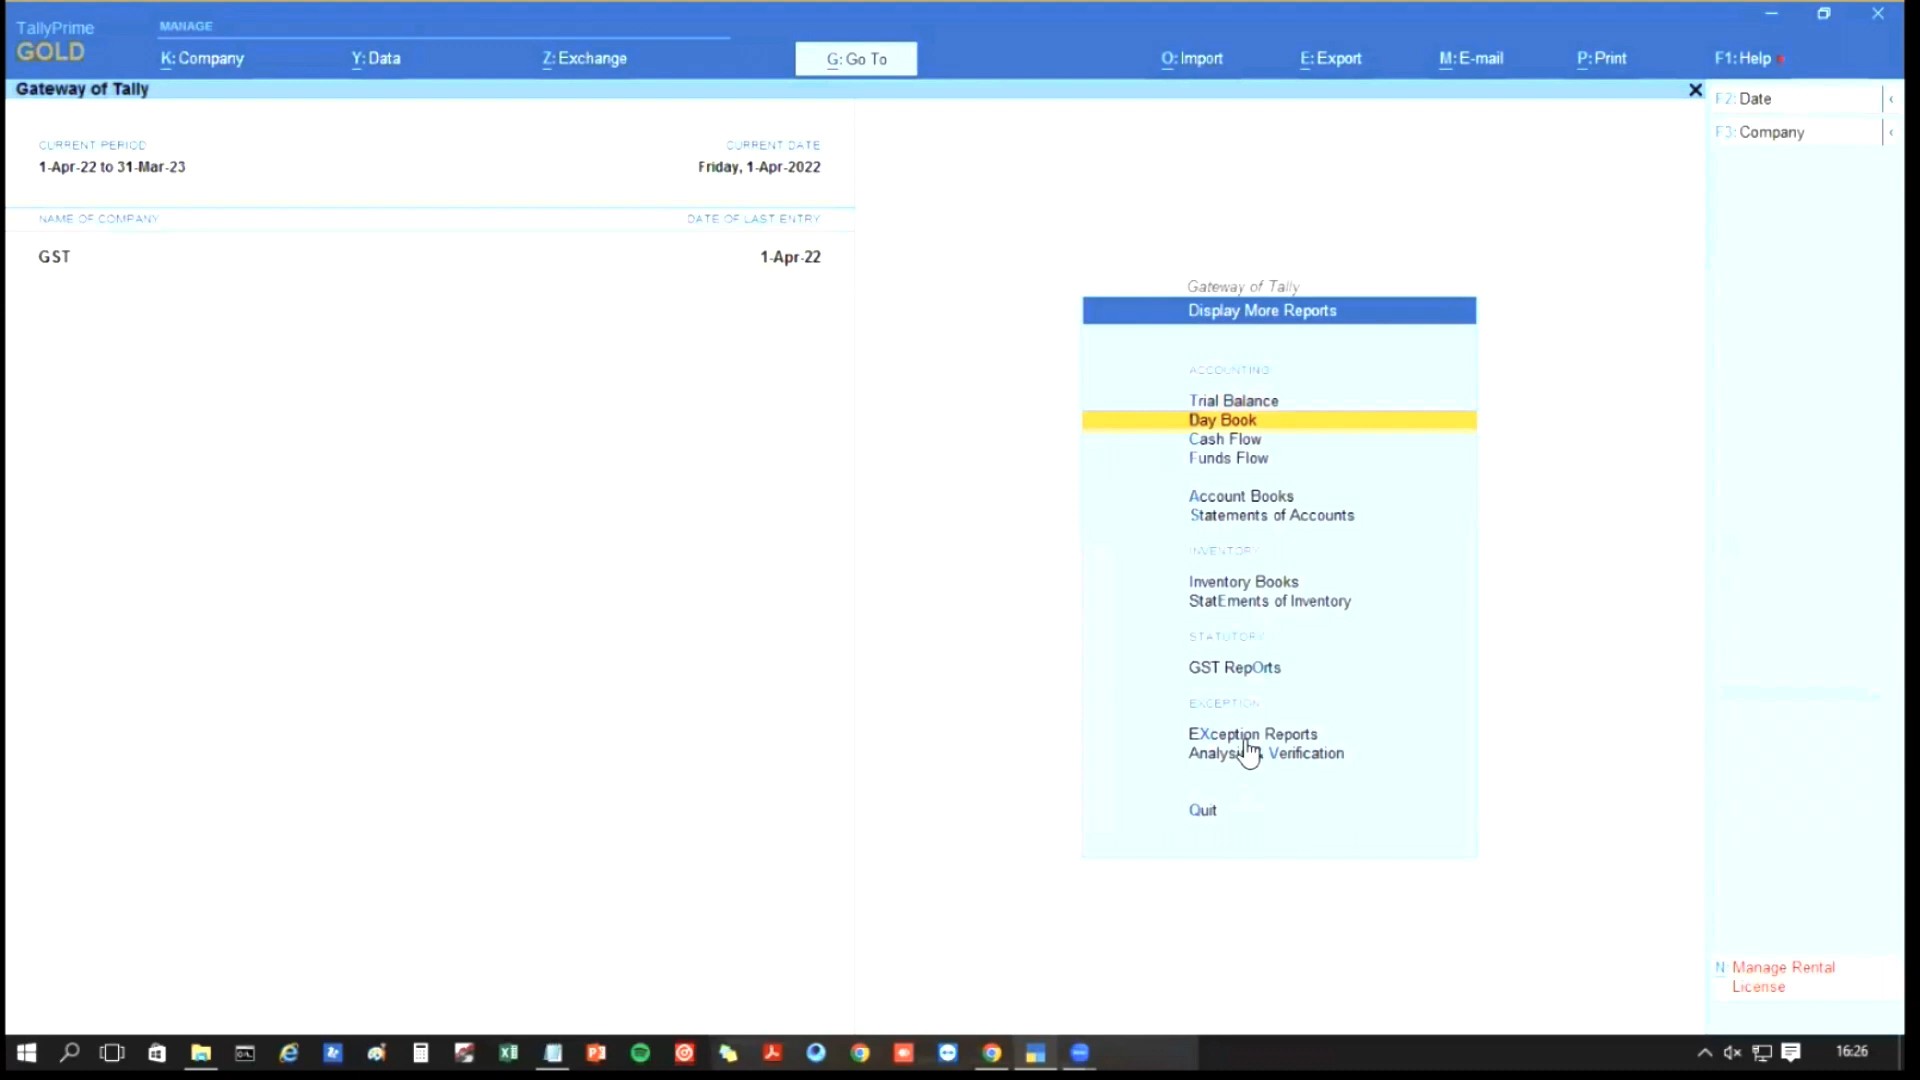 TallyPrime
GOLD
MANAGE
K: Company
Y: Data
Z: Exchange
G: Go To
O: Import
E: Export
M: E-mail
P: Print
F1: Help
Gateway of Tally
F2: Date
F3: Company
CURRENT PERIOD
CURRENT DATE
1-Apr-22 to 31-Mar-23
Friday, 1-Apr-2022
NAME OF COMPANY
DATE OF LAST ENTRY
GST
1-Apr-22
Gateway of Tally
Display More Reports
ACCOUNTING
Trial Balance
Day Book
Cash Flow
Funds Flow
Account Books
Statements of Accounts
INVENTORY
Inventory Books
StatEments of Inventory
STATUTORY
GST RepOrts
EXCEPTION
EXception Reports
Verification
Quit
N: Manage Rental
License
16:26